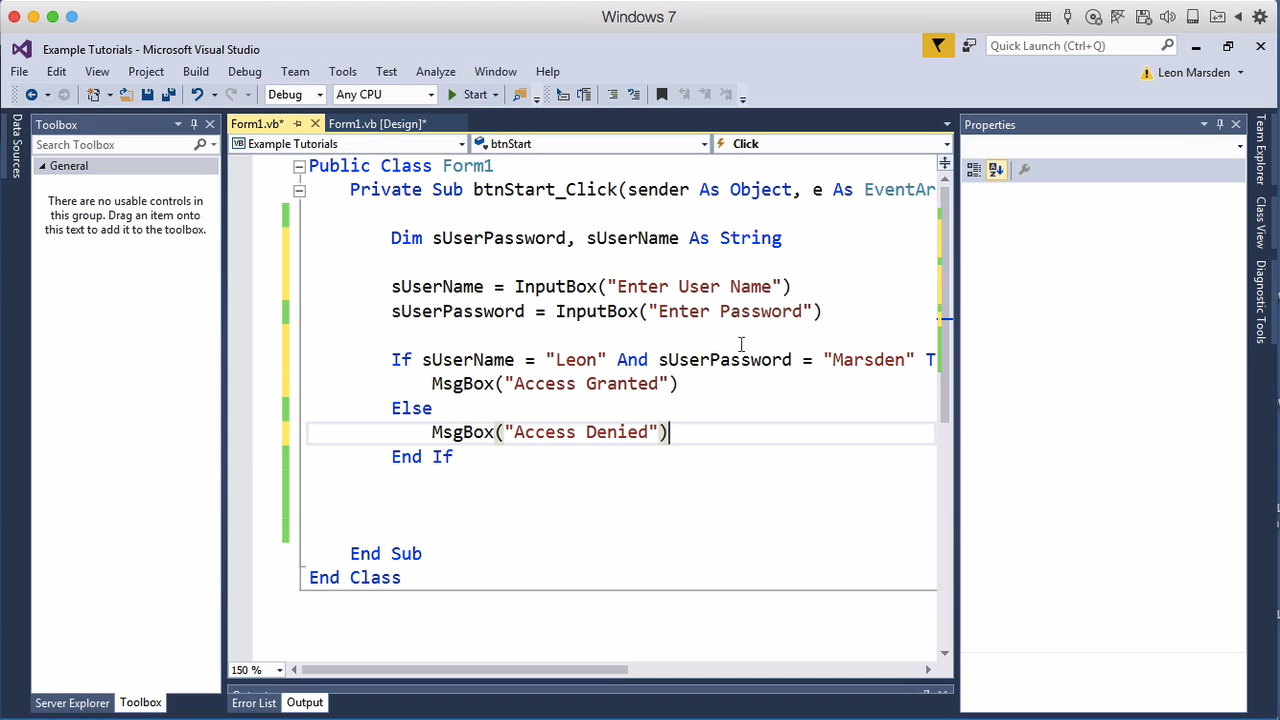 Windows 7
Example Tutorials - Microsoft Visual Studio
Quick Launch (Ctrl+Q)
File Edit View Project Build Debug Team Tools Test Analyze Window Help
Leon Marsden
Debug Any CPU Start
Data Sources
Toolbox
Search Toolbox
General
There are no usable controls in
this group. Drag an item onto
this text to add it to the toolbox.
Server Explorer Toolbox
Form1.vb* Form1.vb [Design]*
Example Tutorials btnStart Click
Public Class Form1
Private Sub btnStart_Click(sender As Object, e As EventAr
Dim sUserPassword, sUserName As String
sUserName = InputBox("Enter User Name")
sUserPassword = InputBox("Enter Password")
If sUserName = "Leon" And sUserPassword = "Marsden" T
MsgBox("Access Granted")
Else
MsgBox("Access Denied")
End If
End Sub
End Class
150 %
Error List Output
Properties
Team Explorer
Class View
Diagnostic Tools